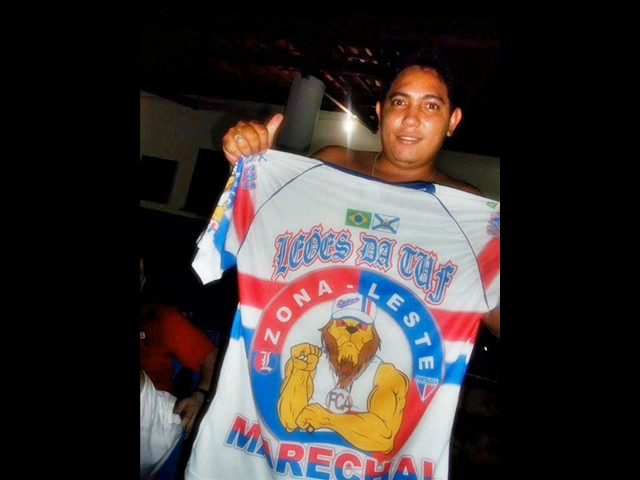 LEÕES DA TUF
ZONA - LESTE
L
FCA
MARECHAL